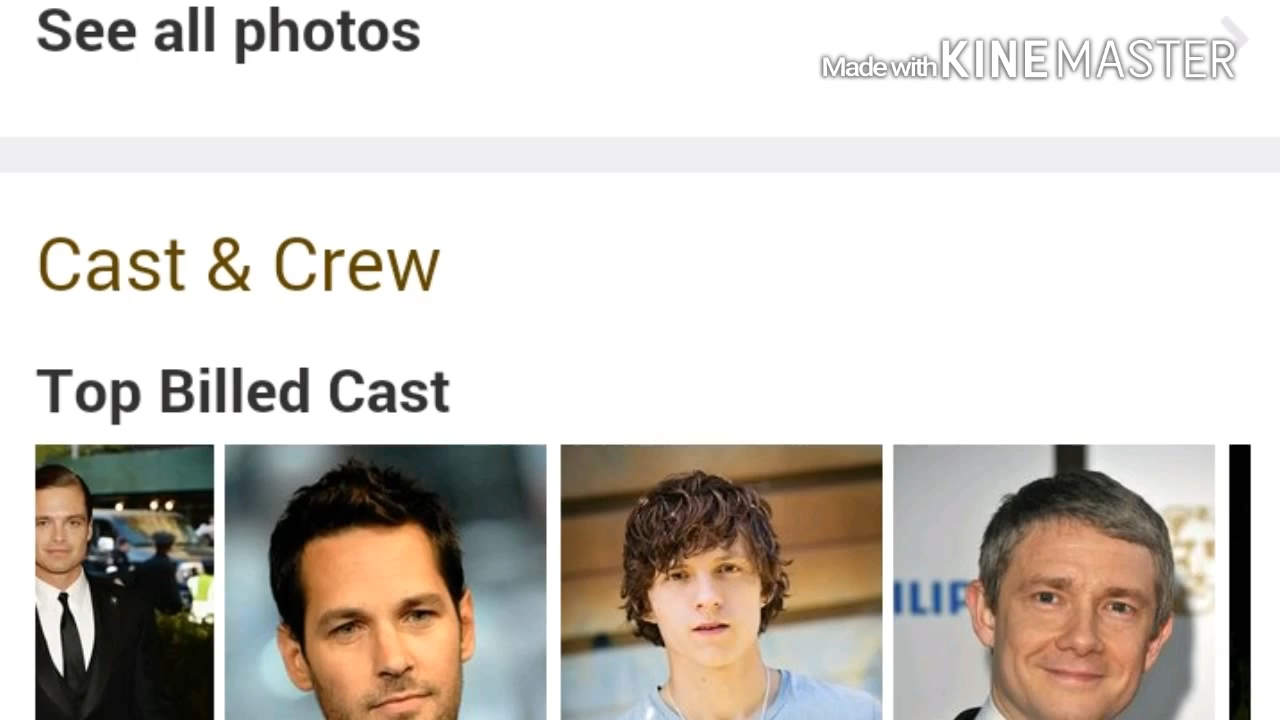 See all photos
Made with KINEMASTER
Cast & Crew
Top Billed Cast